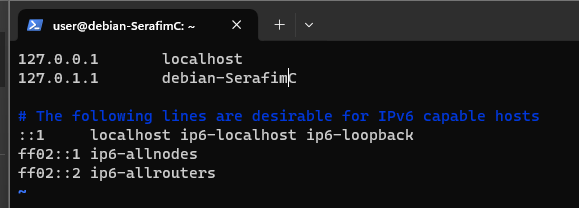 user@debian-SerafimC: ~
127.0.0.1 localhost
127.0.1.1 debian-SerafimC
# The following lines are desirable for IPv6 capable hosts
::1 localhost ip6-localhost ip6-loopback
ff02::1 ip6-allnodes
ff02::2 ip6-allrouters
~